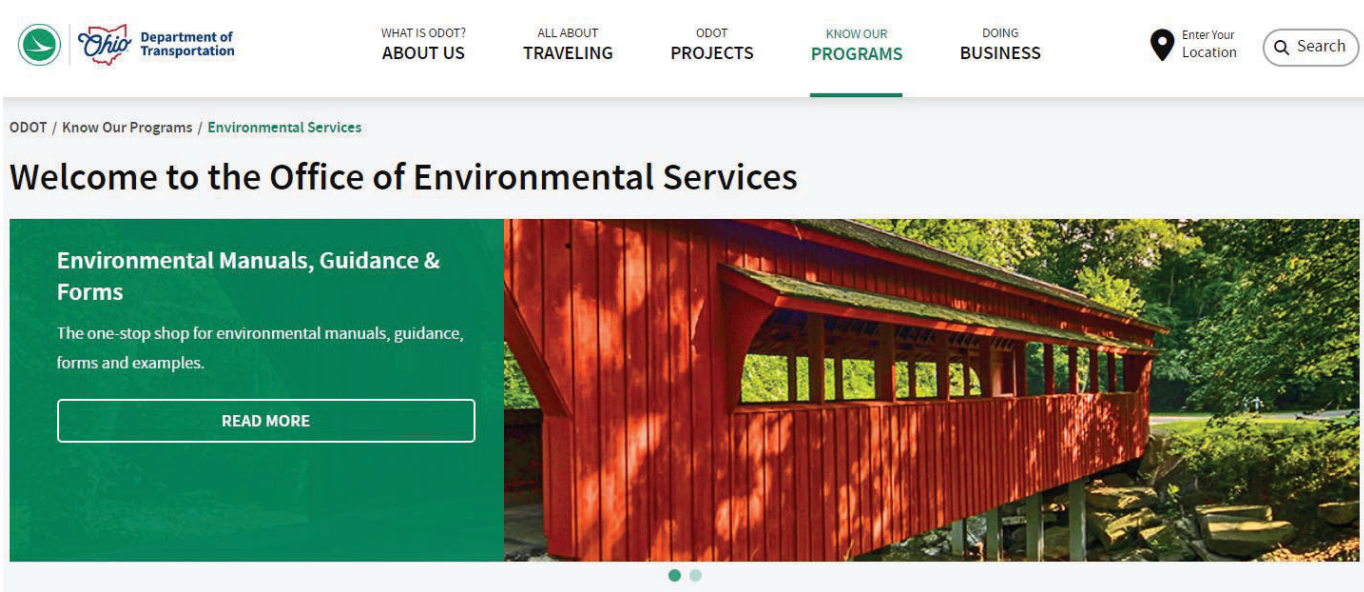 Ohio
Department of
Transportation
WHAT IS ODOT?
ABOUT US
ALL ABOUT
TRAVELING
ODOT
PROJECTS
KNOW OUR
PROGRAMS
DOING
BUSINESS
Enter Your
Location
Search
ODOT / Know Our Programs / Environmental Services
Welcome to the Office of Environmental Services
Environmental Manuals, Guidance &
Forms
The one-stop shop for environmental manuals, guidance,
forms and examples.
READ MORE